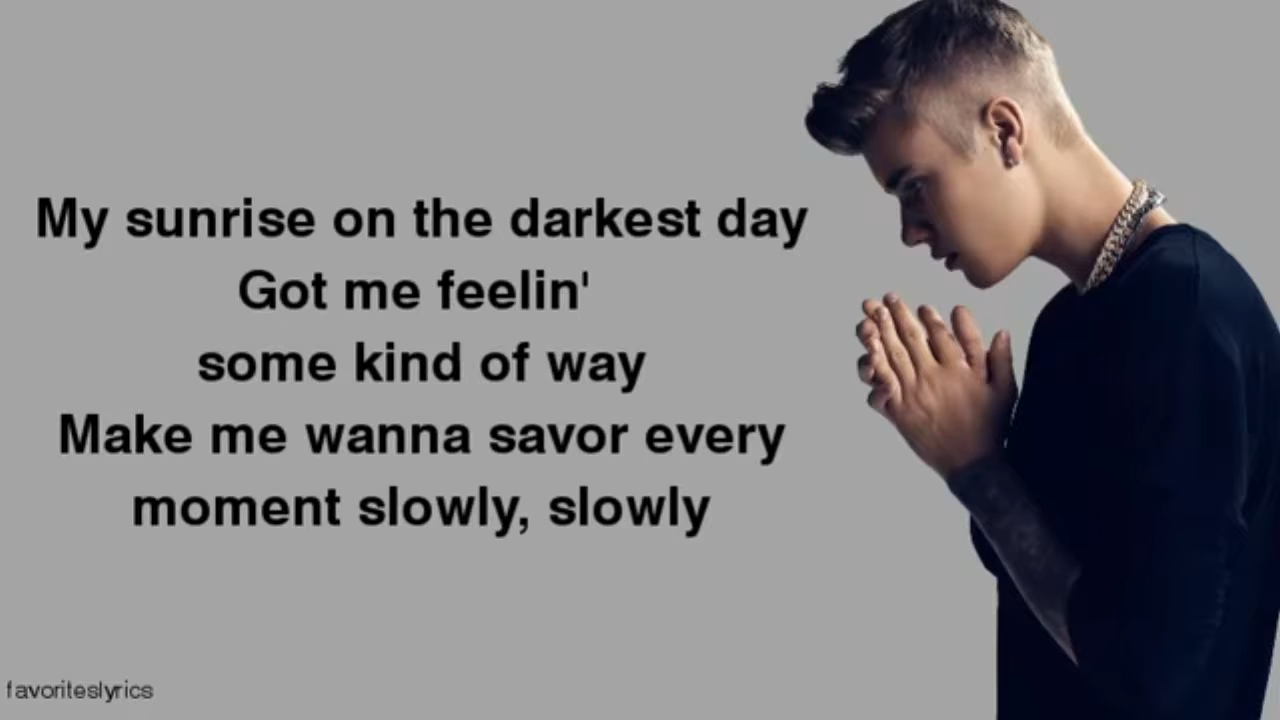 My sunrise on the darkest day
Got me feelin'
some kind of way
Make me wanna savor every
moment slowly, slowly
favoriteslyrics